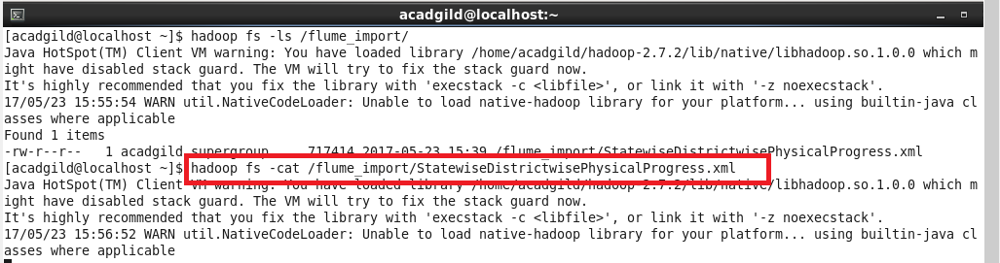 acadgild@localhost:~
[acadgild@localhost ~]$ hadoop fs -ls /flume_import/
Java HotSpot(TM) Client VM warning: You have loaded library /home/acadgild/hadoop-2.7.2/lib/native/libhadoop.so.1.0.0 which m
ight have disabled stack guard. The VM will try to fix the stack guard now.
It's highly recommended that you fix the library with 'execstack -c <libfile>', or link it with '-z noexecstack'.
17/05/23 15:55:54 WARN util.NativeCodeLoader: Unable to load native-hadoop library for your platform... using builtin-java cl
asses where applicable
Found 1 items
-rw-r--r--   1 acadgild supergroup     717414 2017-05-23 15:39 /flume_import/StatewiseDistrictwisePhysicalProgress.xml
[acadgild@localhost ~]$ hadoop fs -cat /flume_import/StatewiseDistrictwisePhysicalProgress.xml
Java HotSpot(TM) Client VM warning: You have loaded library /home/acadgild/hadoop-2.7.2/lib/native/libhadoop.so.1.0.0 which m
ight have disabled stack guard. The VM will try to fix the stack guard now.
It's highly recommended that you fix the library with 'execstack -c <libfile>', or link it with '-z noexecstack'.
17/05/23 15:56:52 WARN util.NativeCodeLoader: Unable to load native-hadoop library for your platform... using builtin-java cl
asses where applicable